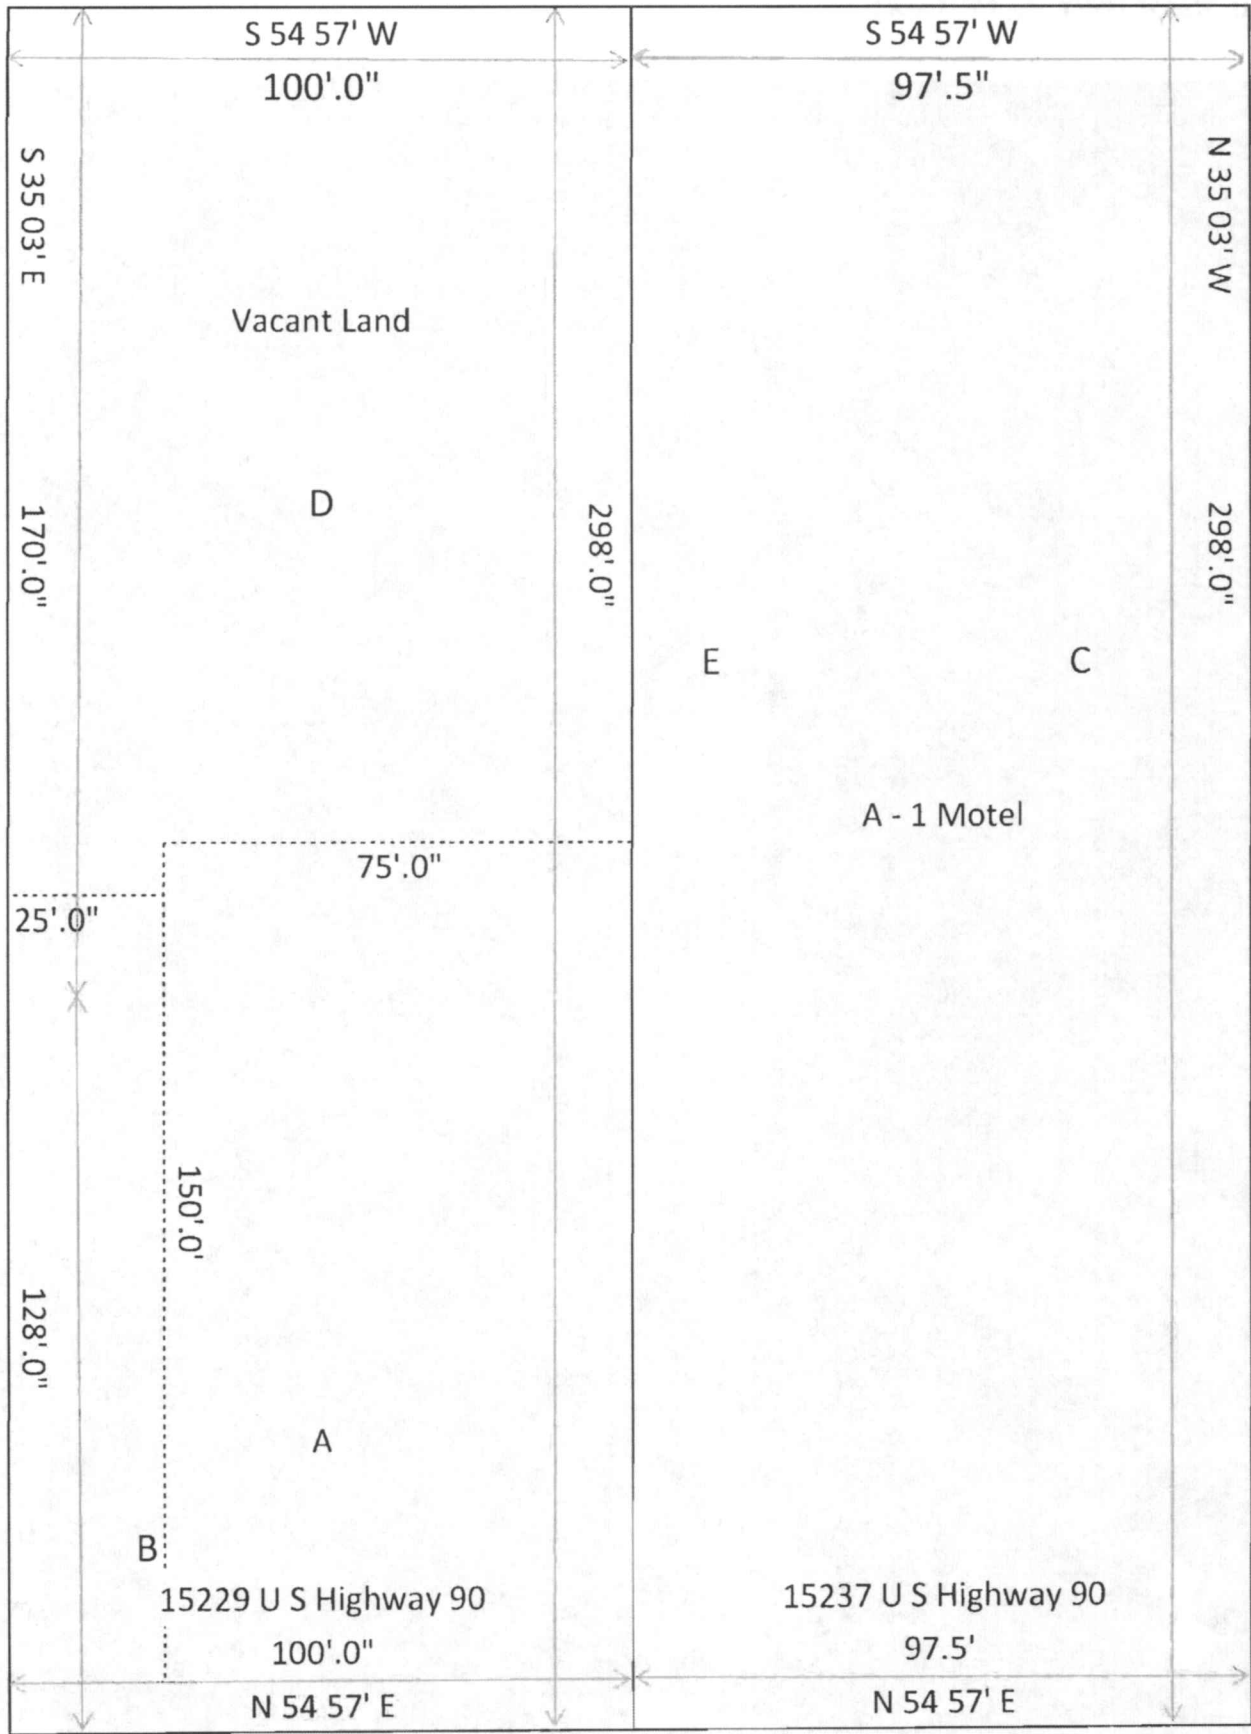 S 54 57' W
S 54 57' W
100'.0"
97'.5"
S 35 03' E
N 35 03' W
Vacant Land
D
170'.0"
298'.0"
298'.0"
E
C
A - 1 Motel
75'.0"
25'.0"
150'.0'
128'.0"
A
B
15229 U S Highway 90
15237 U S Highway 90
100'.0"
97.5'
N 54 57' E
N 54 57' E